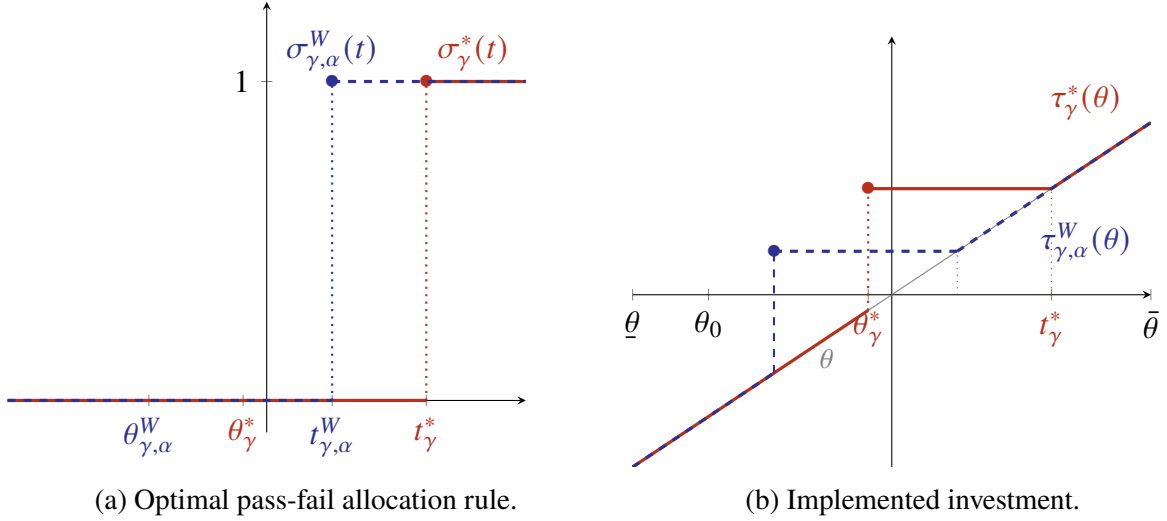 σ^W_{γ,α}(t) σ^*_γ(t)
1
θ^W_{γ,α} θ^*_γ t^W_{γ,α} t^*_γ
(a) Optimal pass-fail allocation rule.
τ^*_γ(θ)
τ^W_{γ,α}(θ)
θ̲ θ_0 θ^*_γ t^*_γ θ̄
θ
(b) Implemented investment.